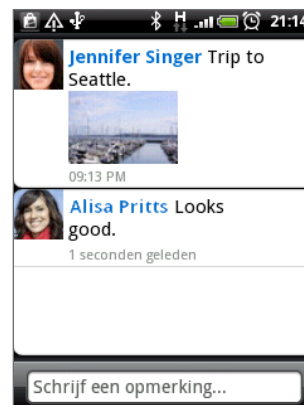 H 21:14
Jennifer Singer Trip to
Seattle.
09:13 PM
Alisa Pritts Looks
good.
1 seconden geleden
Schrijf een opmerking...